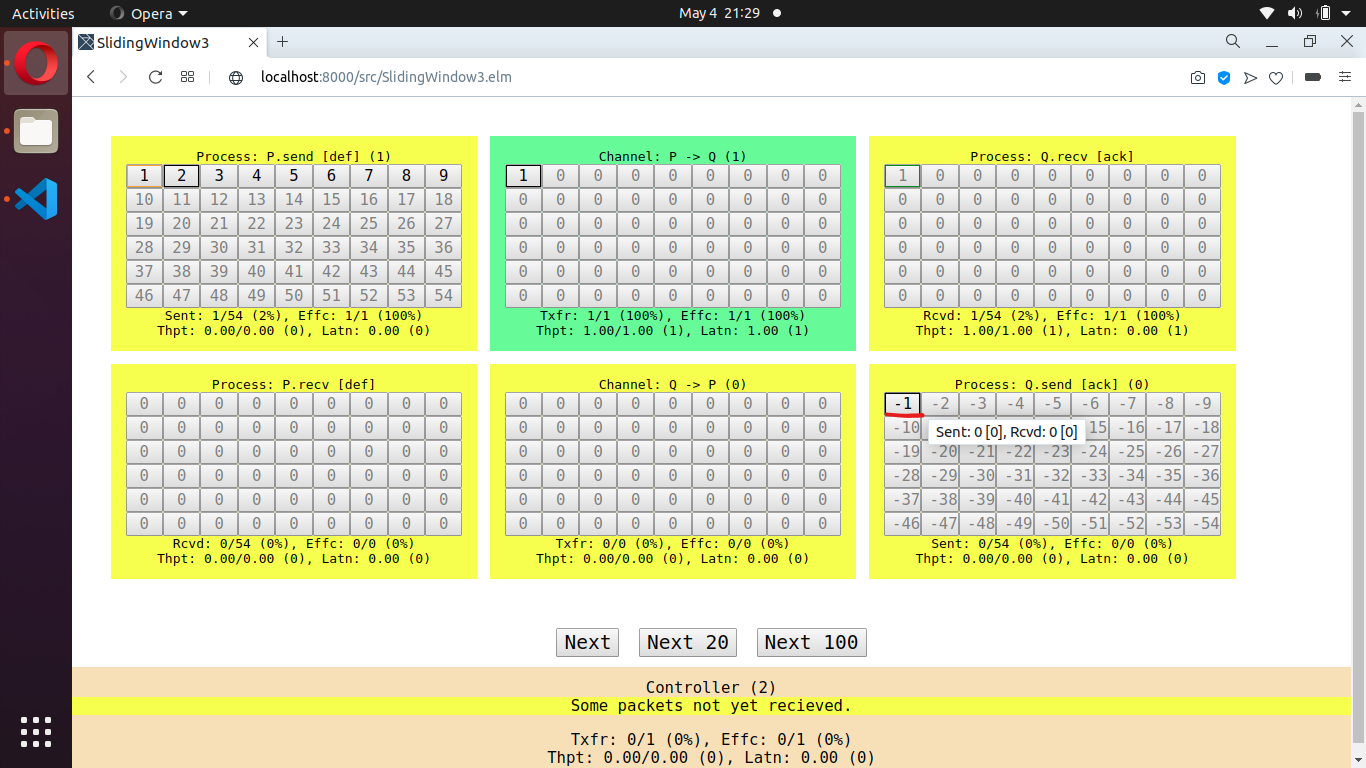 Activities Opera May 4 21:29
SlidingWindow3
localhost:8000/src/SlidingWindow3.elm
Process: P.send [def] (1)
1 2 3 4 5 6 7 8 9
10 11 12 13 14 15 16 17 18
19 20 21 22 23 24 25 26 27
28 29 30 31 32 33 34 35 36
37 38 39 40 41 42 43 44 45
46 47 48 49 50 51 52 53 54
Sent: 1/54 (2%), Effc: 1/1 (100%)
Thpt: 0.00/0.00 (0), Latn: 0.00 (0)
Channel: P -> Q (1)
1 0 0 0 0 0 0 0 0
0 0 0 0 0 0 0 0 0
0 0 0 0 0 0 0 0 0
0 0 0 0 0 0 0 0 0
0 0 0 0 0 0 0 0 0
0 0 0 0 0 0 0 0 0
Txfr: 1/1 (100%), Effc: 1/1 (100%)
Thpt: 1.00/1.00 (1), Latn: 1.00 (1)
Process: Q.recv [ack]
1 0 0 0 0 0 0 0 0
0 0 0 0 0 0 0 0 0
0 0 0 0 0 0 0 0 0
0 0 0 0 0 0 0 0 0
0 0 0 0 0 0 0 0 0
0 0 0 0 0 0 0 0 0
Rcvd: 1/54 (2%), Effc: 1/1 (100%)
Thpt: 1.00/1.00 (1), Latn: 0.00 (1)
Process: P.recv [def]
0 0 0 0 0 0 0 0 0
0 0 0 0 0 0 0 0 0
0 0 0 0 0 0 0 0 0
0 0 0 0 0 0 0 0 0
0 0 0 0 0 0 0 0 0
0 0 0 0 0 0 0 0 0
Rcvd: 0/54 (0%), Effc: 0/0 (0%)
Thpt: 0.00/0.00 (0), Latn: 0.00 (0)
Channel: Q -> P (0)
0 0 0 0 0 0 0 0 0
0 0 0 0 0 0 0 0 0
0 0 0 0 0 0 0 0 0
0 0 0 0 0 0 0 0 0
0 0 0 0 0 0 0 0 0
0 0 0 0 0 0 0 0 0
Txfr: 0/0 (0%), Effc: 0/0 (0%)
Thpt: 0.00/0.00 (0), Latn: 0.00 (0)
Process: Q.send [ack] (0)
-1 -2 -3 -4 -5 -6 -7 -8 -9
-10 15 -16 -17 -18
Sent: 0 [0], Rcvd: 0 [0]
-19 -20 -21 -22 -23 -24 -25 -26 -27
-28 -29 -30 -31 -32 -33 -34 -35 -36
-37 -38 -39 -40 -41 -42 -43 -44 -45
-46 -47 -48 -49 -50 -51 -52 -53 -54
Sent: 0/54 (0%), Effc: 0/0 (0%)
Thpt: 0.00/0.00 (0), Latn: 0.00 (0)
Next Next 20 Next 100
Controller (2)
Some packets not yet recieved.
Txfr: 0/1 (0%), Effc: 0/1 (0%)
Thpt: 0.00/0.00 (0), Latn: 0.00 (0)